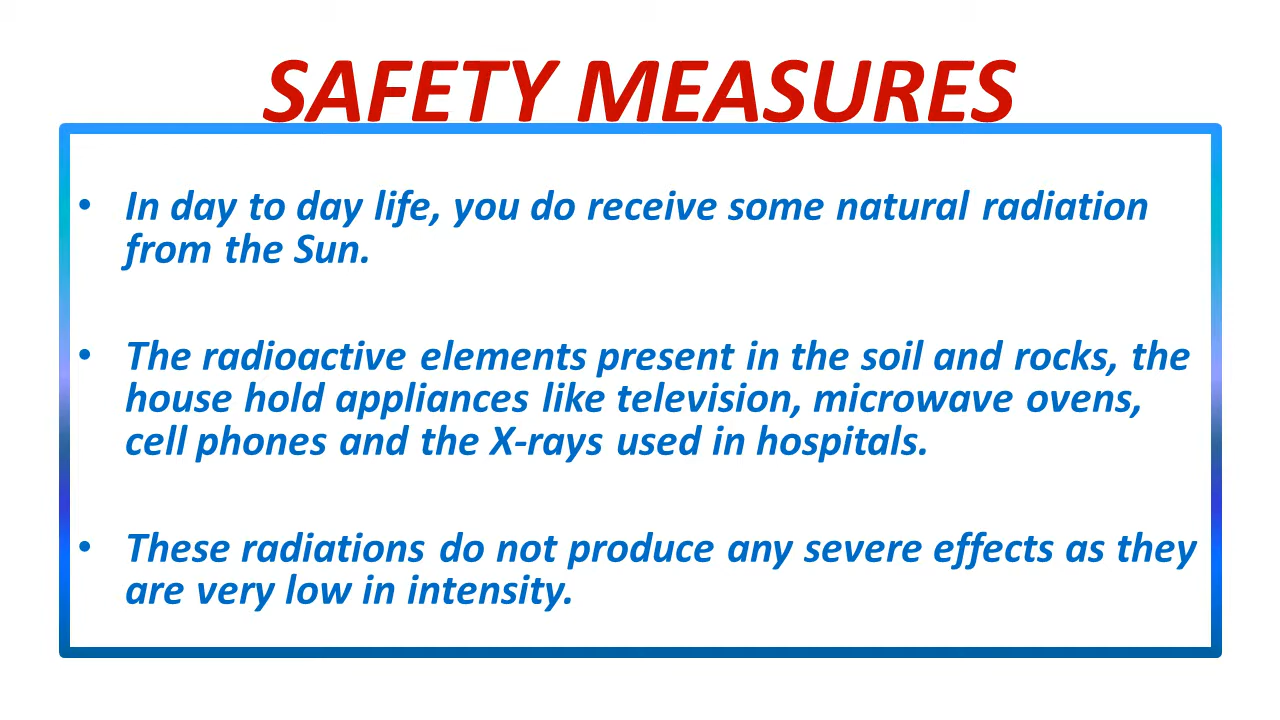 SAFETY MEASURES
• In day to day life, you do receive some natural radiation
from the Sun.
• The radioactive elements present in the soil and rocks, the
house hold appliances like television, microwave ovens,
cell phones and the X-rays used in hospitals.
• These radiations do not produce any severe effects as they
are very low in intensity.